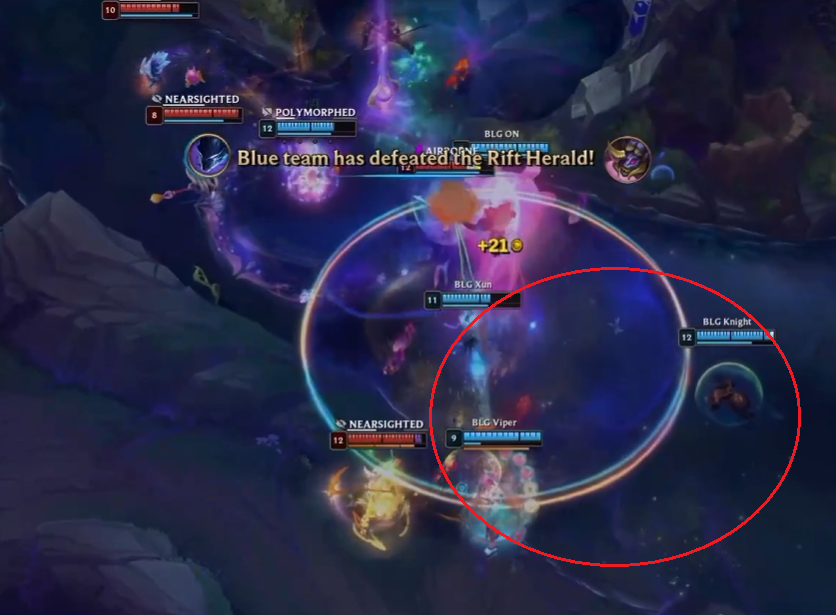 10
NEARSIGHTED
8
POLYMORPHED
12
BLG ON
AIRBORNE
12
Blue team has defeated the Rift Herald!
+21
BLG Xun
11
BLG Knight
12
NEARSIGHTED
12
BLG Viper
9